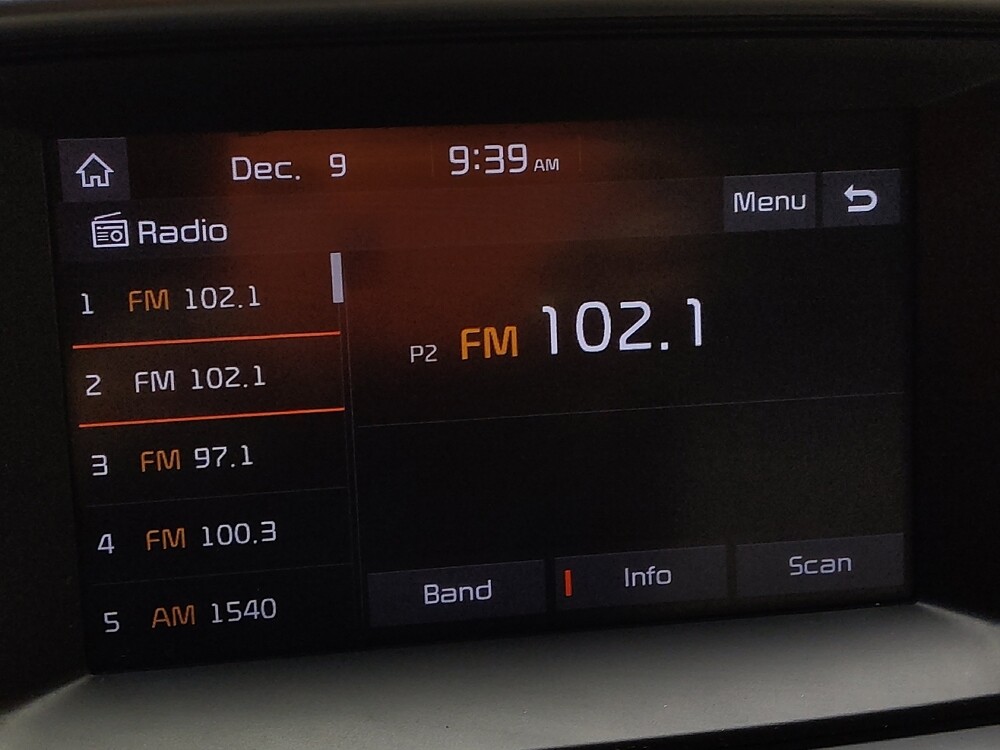 Dec. 9 9:39 AM
Menu
Radio
1 FM 102.1
2 FM 102.1
3 FM 97.1
4 FM 100.3
5 AM 1540
P2 FM 102.1
Band Info Scan